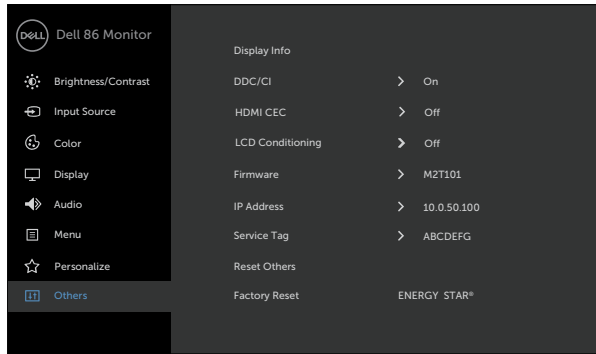 DELL Dell 86 Monitor
Display Info
Brightness/Contrast DDC/CI > On
Input Source HDMI CEC > Off
Color LCD Conditioning > Off
Display Firmware > M2T101
Audio IP Address > 10.0.50.100
Menu Service Tag > ABCDEFG
Personalize Reset Others
Others Factory Reset ENERGY STAR®